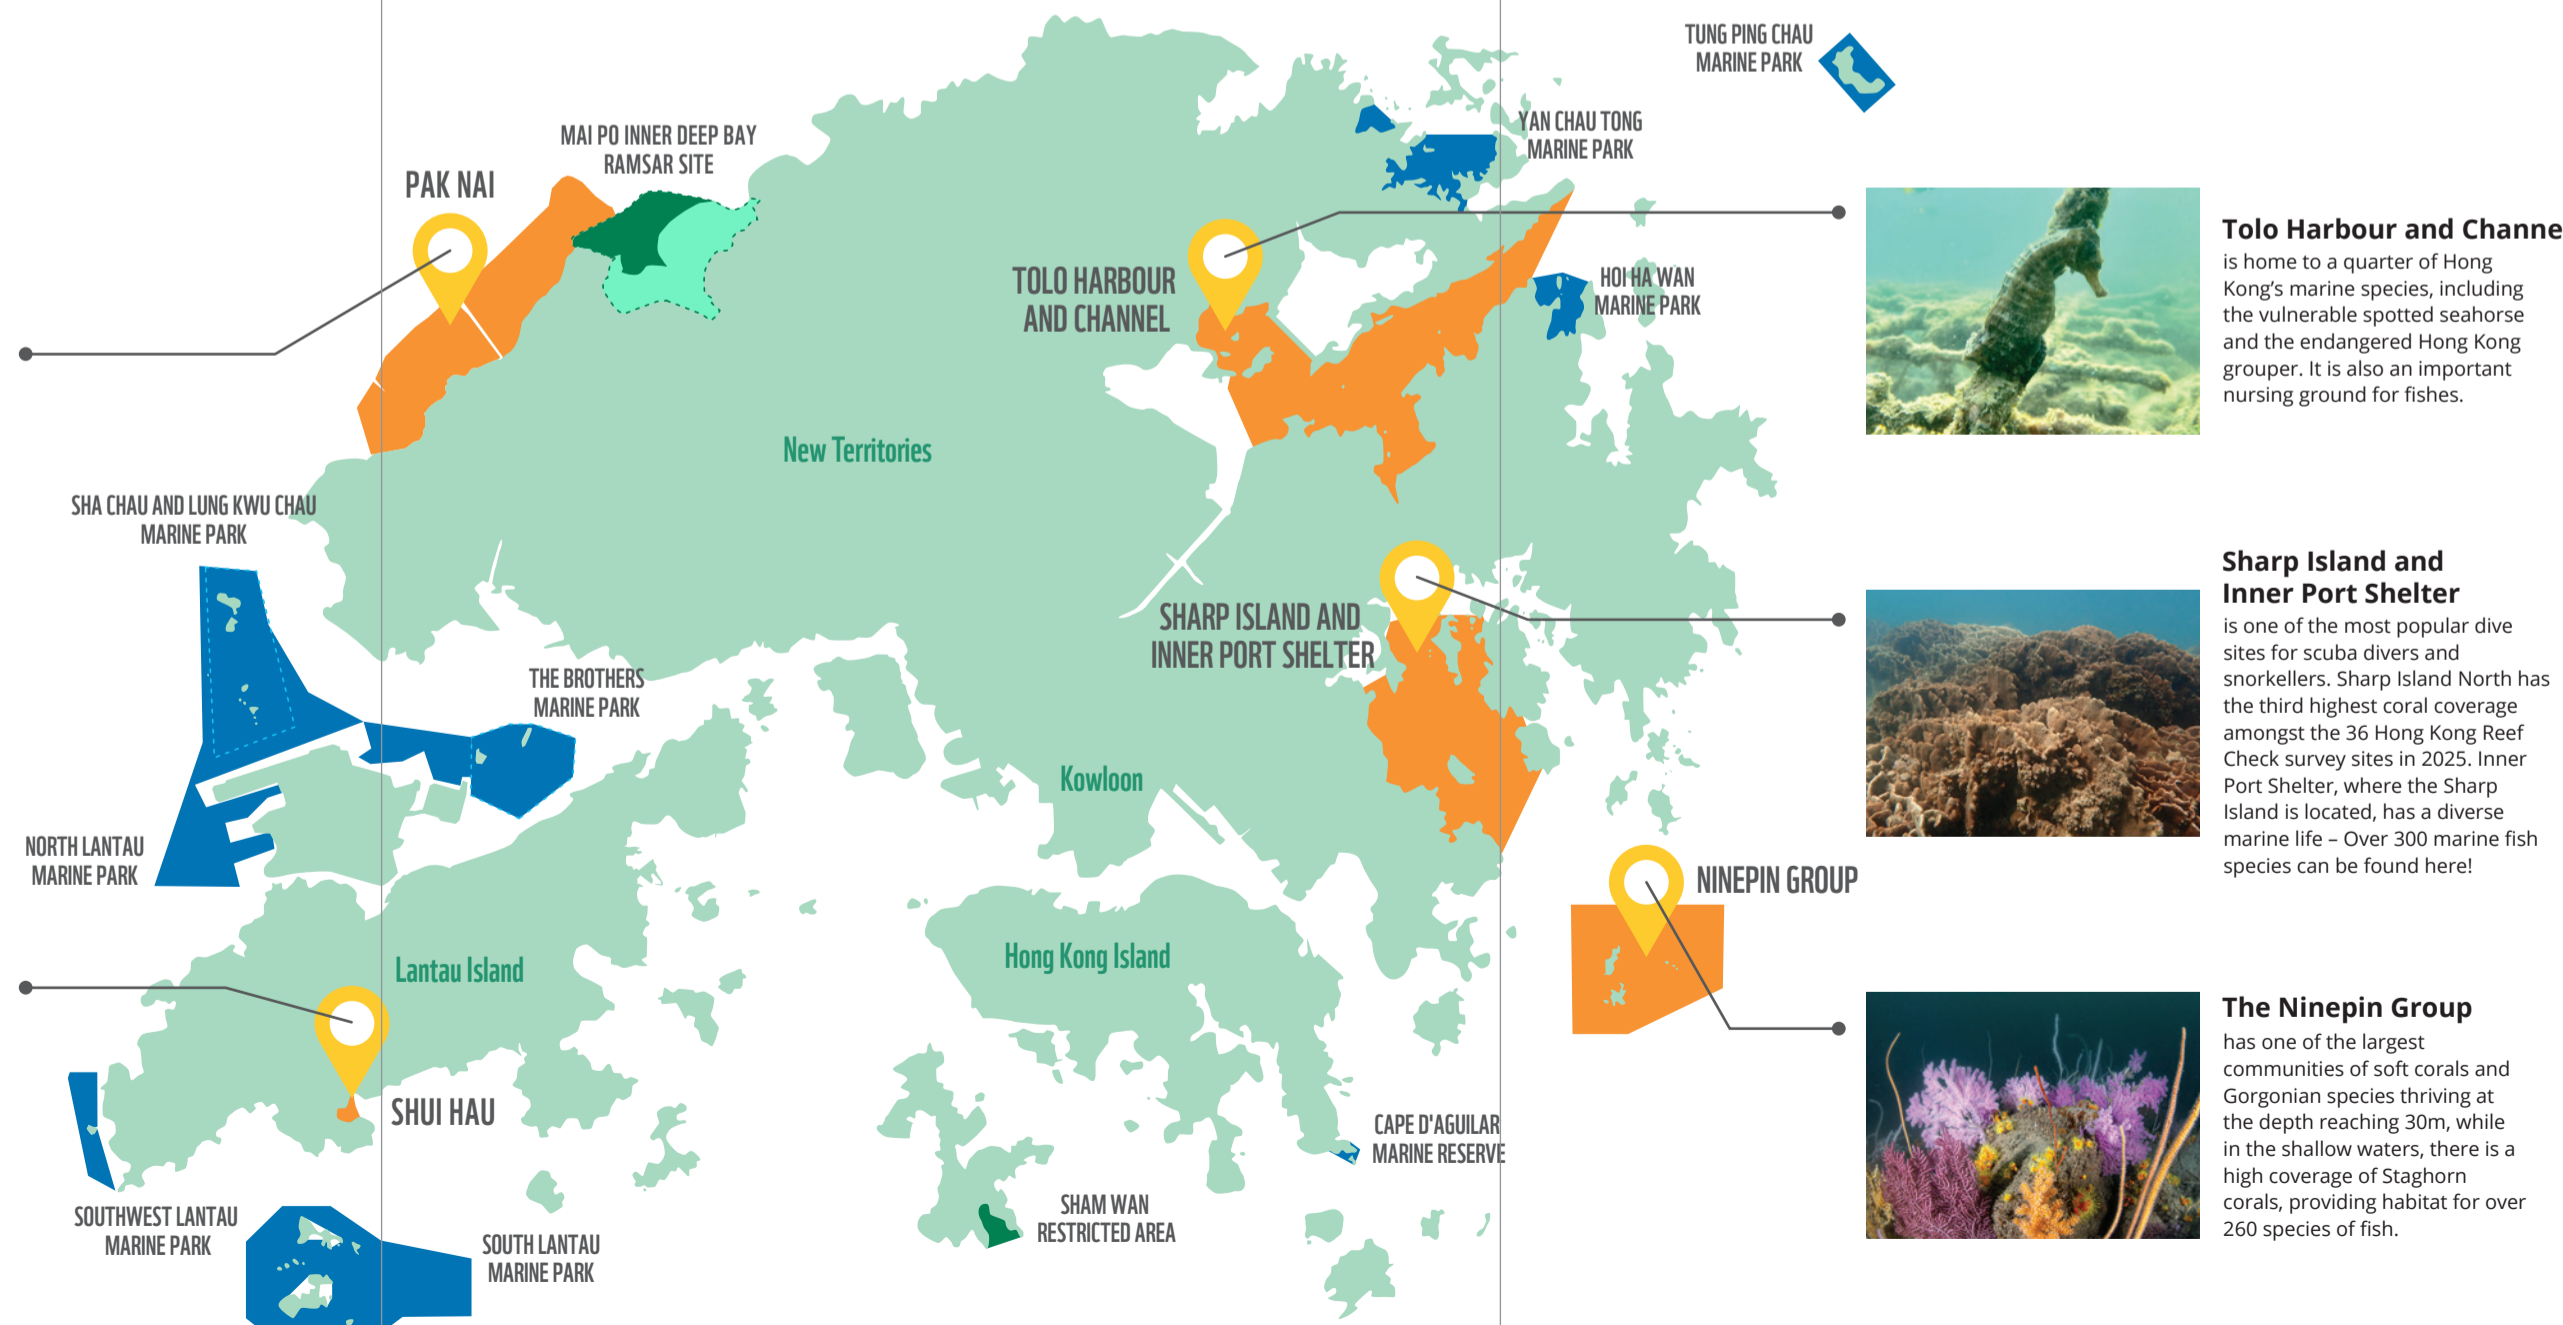 TUNG PING CHAU
MARINE PARK
YAN CHAU TONG
MARINE PARK
MAI PO INNER DEEP BAY
RAMSAR SITE
PAK NAI
TOLO HARBOUR
AND CHANNEL
HOI HA WAN
MARINE PARK
New Territories
SHA CHAU AND LUNG KWU CHAU
MARINE PARK
SHARP ISLAND AND
INNER PORT SHELTER
THE BROTHERS
MARINE PARK
Kowloon
NORTH LANTAU
MARINE PARK
NINEPIN GROUP
Lantau Island
Hong Kong Island
SHUI HAU
CAPE D'AGUILAR
MARINE RESERVE
SHAM WAN
RESTRICTED AREA
SOUTHWEST LANTAU
MARINE PARK
SOUTH LANTAU
MARINE PARK
Tolo Harbour and Channe
is home to a quarter of Hong
Kong’s marine species, including
the vulnerable spotted seahorse
and the endangered Hong Kong
grouper. It is also an important
nursing ground for fishes.
Sharp Island and
Inner Port Shelter
is one of the most popular dive
sites for scuba divers and
snorkellers. Sharp Island North has
the third highest coral coverage
amongst the 36 Hong Kong Reef
Check survey sites in 2025. Inner
Port Shelter, where the Sharp
Island is located, has a diverse
marine life – Over 300 marine fish
species can be found here!
The Ninepin Group
has one of the largest
communities of soft corals and
Gorgonian species thriving at
the depth reaching 30m, while
in the shallow waters, there is a
high coverage of Staghorn
corals, providing habitat for over
260 species of fish.